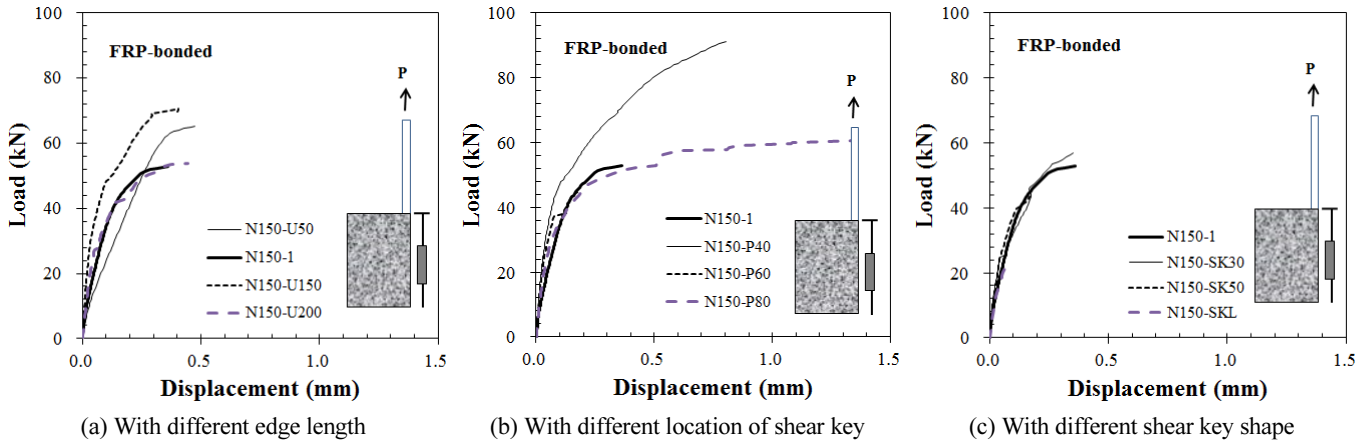 100
80
60
40
20
0
Load (kN)
FRP-bonded
P
N150-U50
N150-1
N150-U150
N150-U200
0.0 0.5 1.0 1.5
Displacement (mm)
(a) With different edge length
100
80
60
40
20
0
Load (kN)
FRP-bonded
P
N150-1
N150-P40
N150-P60
N150-P80
0.0 0.5 1.0 1.5
Displacement (mm)
(b) With different location of shear key
100
80
60
40
20
0
Load (kN)
FRP-bonded
P
N150-1
N150-SK30
N150-SK50
N150-SKL
0.0 0.5 1.0 1.5
Displacement (mm)
(c) With different shear key shape